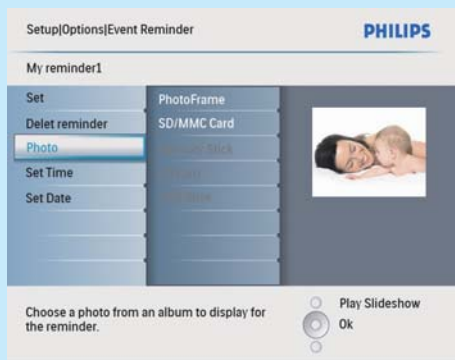 Setup|Options|Event Reminder
PHILIPS
My reminder1
Set
Delet reminder
Photo
Set Time
Set Date
PhotoFrame
SD/MMC Card
Stick
Choose a photo from an album to display for
the reminder.
Play Slideshow
Ok